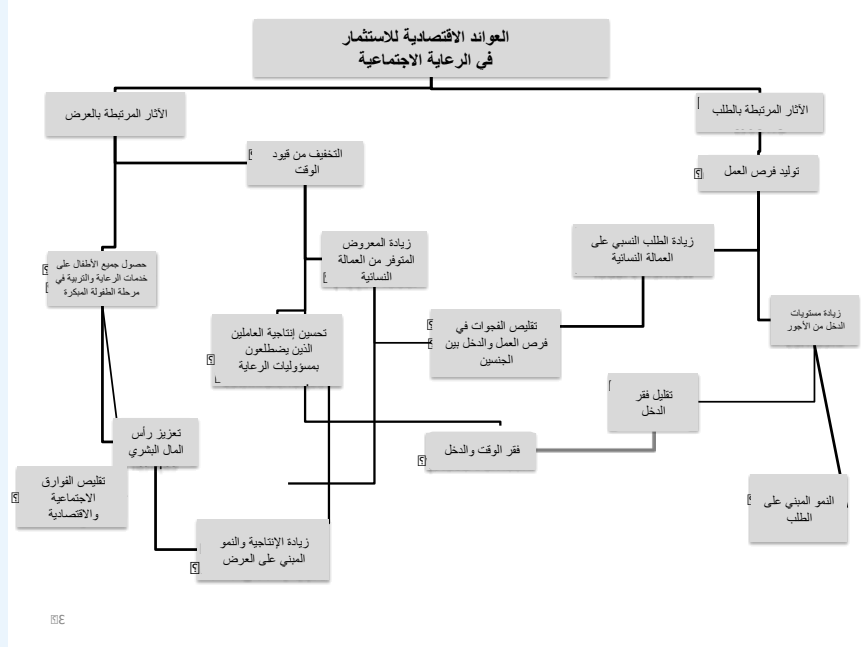 العوائد الاقتصادية للاستثمار
في الرعاية الاجتماعية
الآثار المرتبطة بالطلب
الآثار المرتبطة بالعرض
توليد فرص العمل
التخفيف من قيود
الوقت
زيادة الطلب النسبي على
العمالة النسائية
زيادة المعروض
المتوفر من العمالة
النسائية
حصول جميع الأطفال على
خدمات الرعاية والتربية في
مرحلة الطفولة المبكرة
زيادة مستويات
الدخل من الأجور
تقليص الفجوات في
فرص العمل والدخل بين
الجنسين
تحسين إنتاجية العاملين
الذين يضطلعون
بمسؤوليات الرعاية
تقليل فقر
الدخل
تعزيز رأس
المال البشري
فقر الوقت والدخل
النمو المبني على
الطلب
تقليص الفوارق
الاجتماعية
والاقتصادية
زيادة الإنتاجية والنمو
المبني على العرض
٤